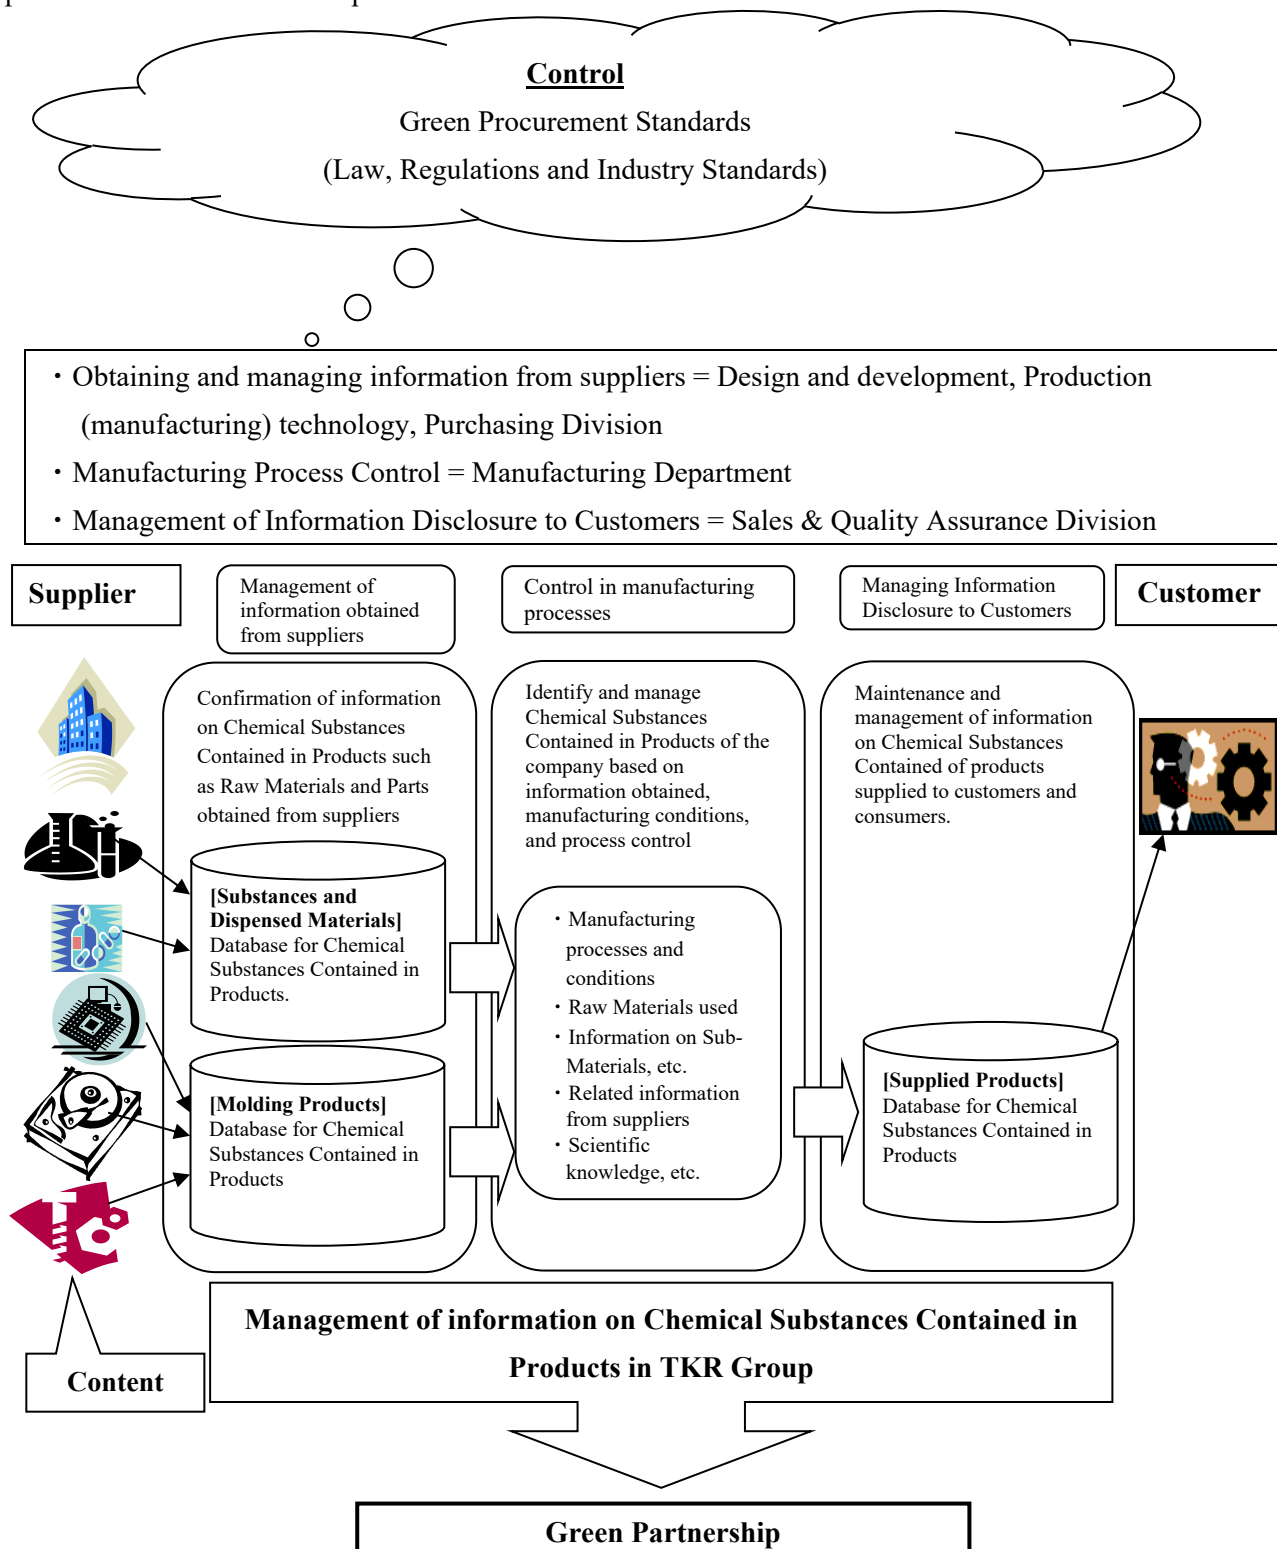 Control
Green Procurement Standards
(Law, Regulations and Industry Standards)
・Obtaining and managing information from suppliers = Design and development, Production
(manufacturing) technology, Purchasing Division
・Manufacturing Process Control = Manufacturing Department
・Management of Information Disclosure to Customers = Sales & Quality Assurance Division
Supplier
Management of
information obtained
from suppliers
Control in manufacturing
processes
Managing Information
Disclosure to Customers
Customer
Confirmation of information
on Chemical Substances
Contained in Products such
as Raw Materials and Parts
obtained from suppliers
[Substances and
Dispensed Materials]
Database for Chemical
Substances Contained in
Products.
[Molding Products]
Database for Chemical
Substances Contained in
Products
Identify and manage
Chemical Substances
Contained in Products of the
company based on
information obtained,
manufacturing conditions,
and process control
・Manufacturing
processes and
conditions
・Raw Materials used
・Information on Sub-
Materials, etc.
・Related information
from suppliers
・Scientific
knowledge, etc.
Maintenance and
management of information
on Chemical Substances
Contained of products
supplied to customers and
consumers.
[Supplied Products]
Database for Chemical
Substances Contained in
Products
Content
Management of information on Chemical Substances Contained in
Products in TKR Group
Green Partnership